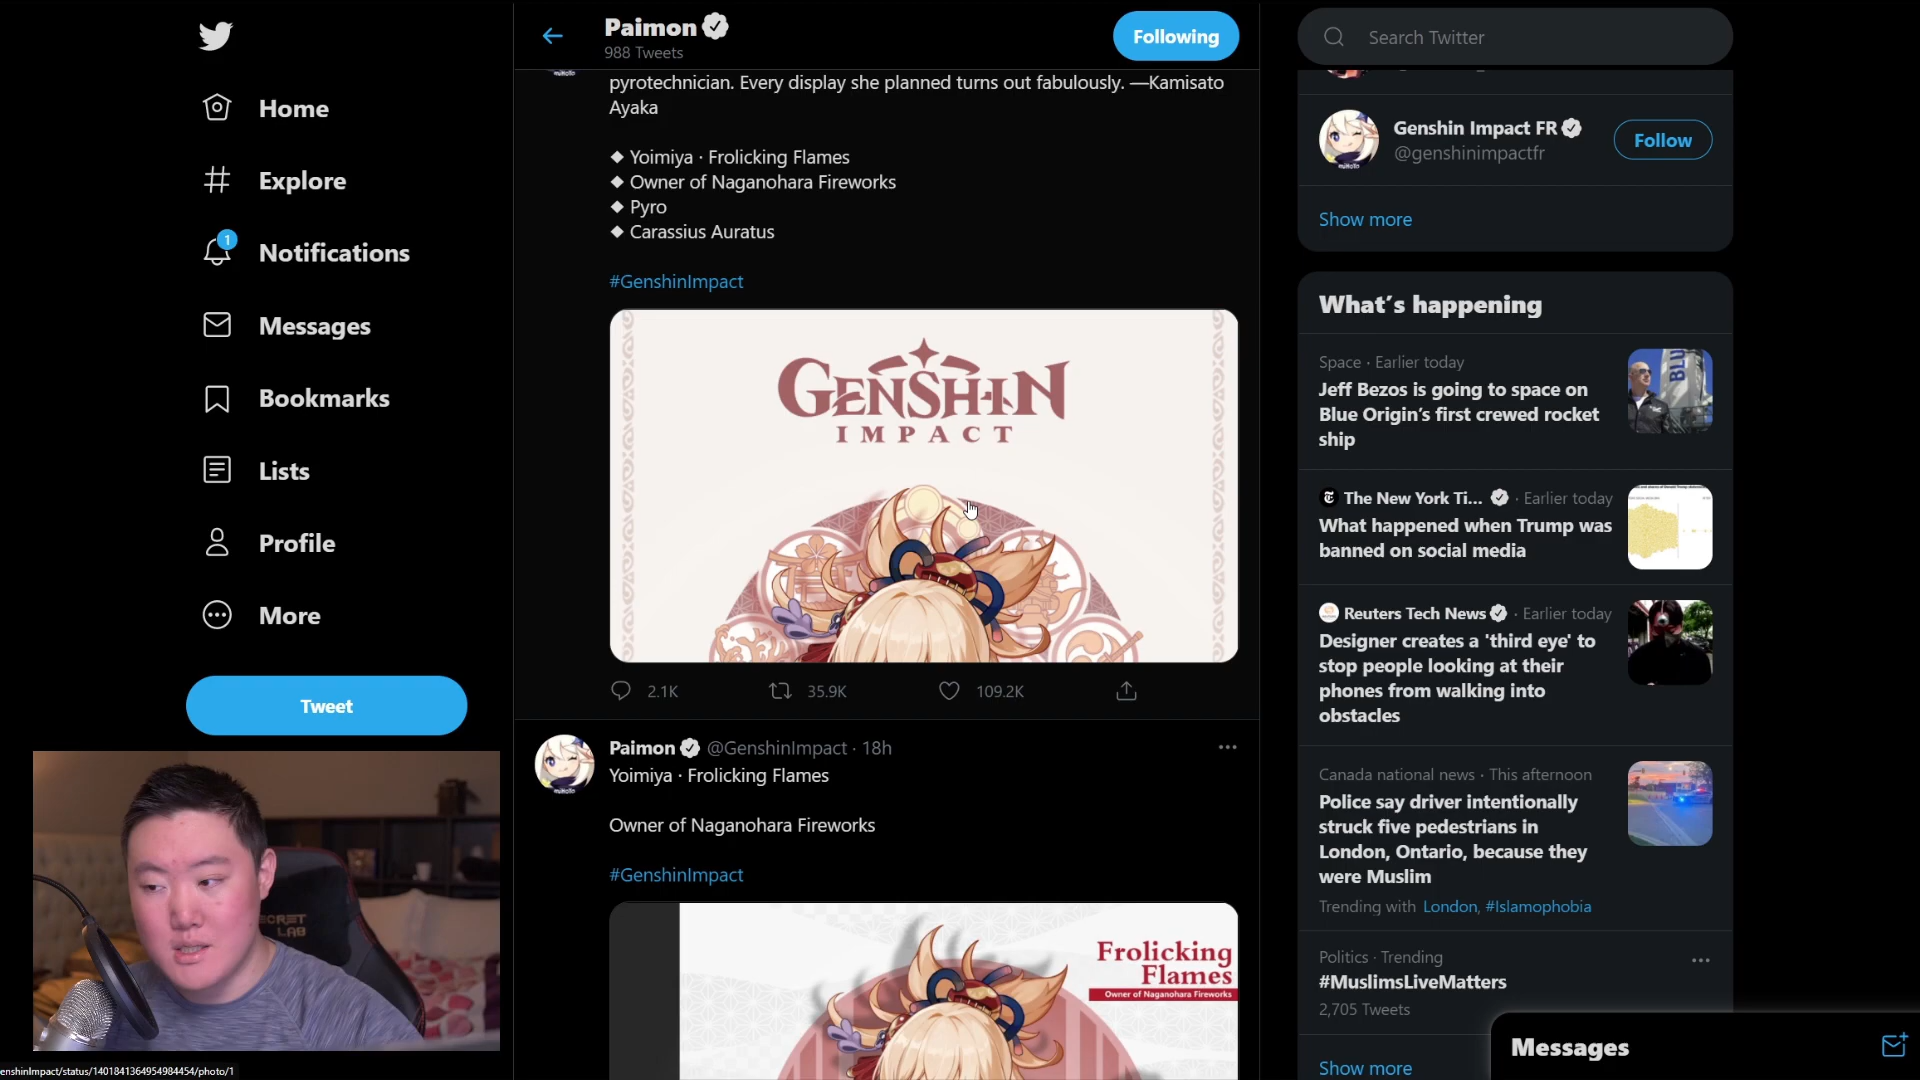 Home
Explore
1
Notifications
Messages
Bookmarks
Lists
Profile
More
Tweet
SECRET
LAB
enshinImpact/status/1401841364954984454/photo/1
Paimon
988 Tweets
Following
pyrotechnician. Every display she planned turns out fabulously. —Kamisato
Ayaka
◆ Yoimiya · Frolicking Flames
◆ Owner of Naganohara Fireworks
◆ Pyro
◆ Carassius Auratus
#GenshinImpact
GENSHIN
IMPACT
2.1K
35.9K
109.2K
Paimon @GenshinImpact · 18h
Yoimiya · Frolicking Flames
Owner of Naganohara Fireworks
#GenshinImpact
Frolicking
Flames
Owner of Naganohara Fireworks
Search Twitter
Genshin Impact FR
@genshinimpactfr
Follow
Show more
What's happening
Space · Earlier today
Jeff Bezos is going to space on
Blue Origin's first crewed rocket
ship
BLU
The New York Ti... · Earlier today
What happened when Trump was
banned on social media
Reuters Tech News · Earlier today
Designer creates a 'third eye' to
stop people looking at their
phones from walking into
obstacles
Canada national news · This afternoon
Police say driver intentionally
struck five pedestrians in
London, Ontario, because they
were Muslim
Trending with London, #Islamophobia
Politics · Trending
#MuslimsLiveMatters
2,705 Tweets
Show more
Messages